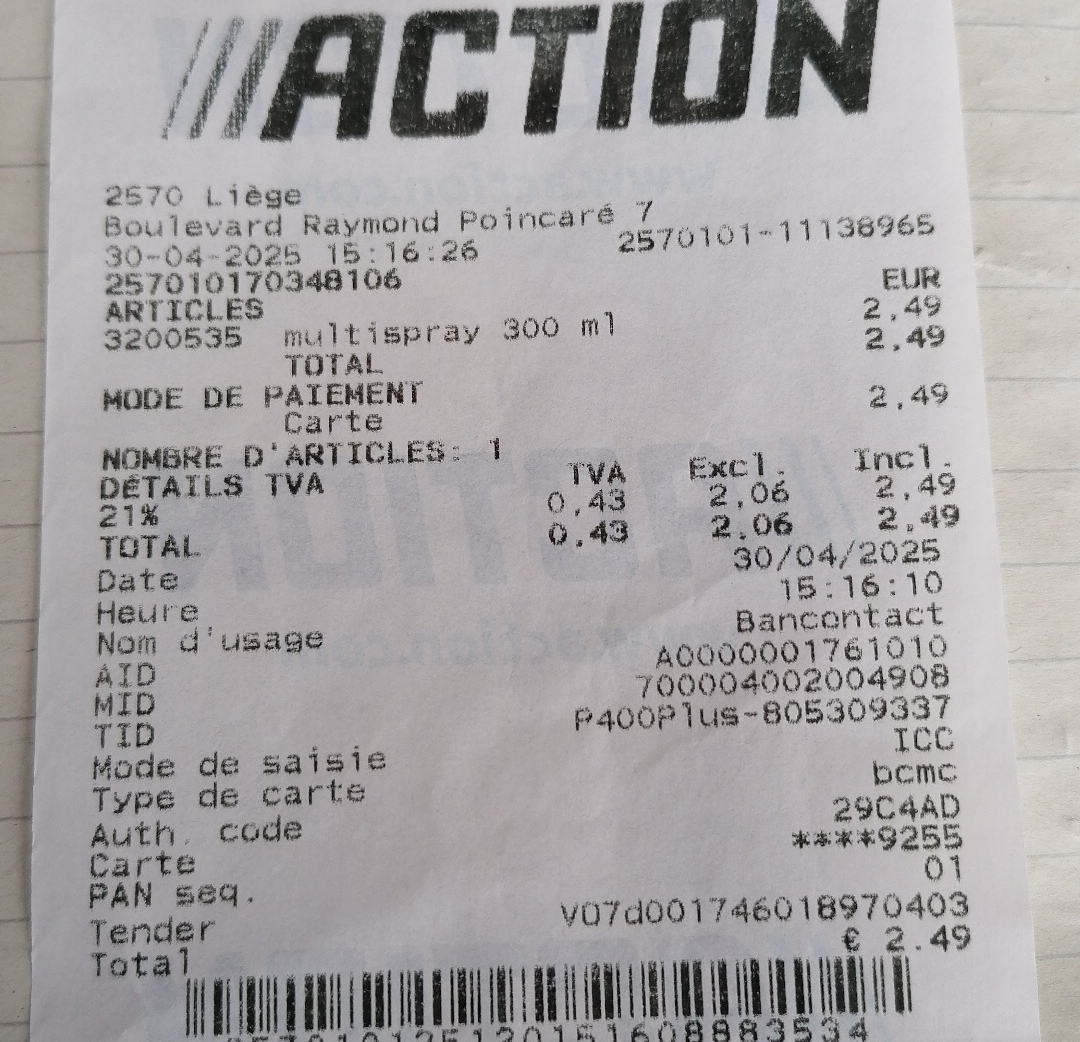 ///ACTION
2570 Liège
Boulevard Raymond Poincaré 7
30-04-2025 15:16:26 2570101-11138965
257010170348106
ARTICLES EUR
3200535 multispray 300 ml 2,49
TOTAL 2,49
MODE DE PAIEMENT
Carte 2,49
NOMBRE D'ARTICLES: 1
DÉTAILS TVA TVA Excl. Incl.
21% 0,43 2,06 2,49
TOTAL 0,43 2,06 2,49
Date 30/04/2025
Heure 15:16:10
Nom d'usage Bancontact
AID A0000001761010
MID 700004002004908
TID P400Plus-805309337
Mode de saisie ICC
Type de carte bcmc
Auth. code 29C4AD
Carte ****9255
PAN seq. 01
Tender V07d001746018970403
Total € 2.49